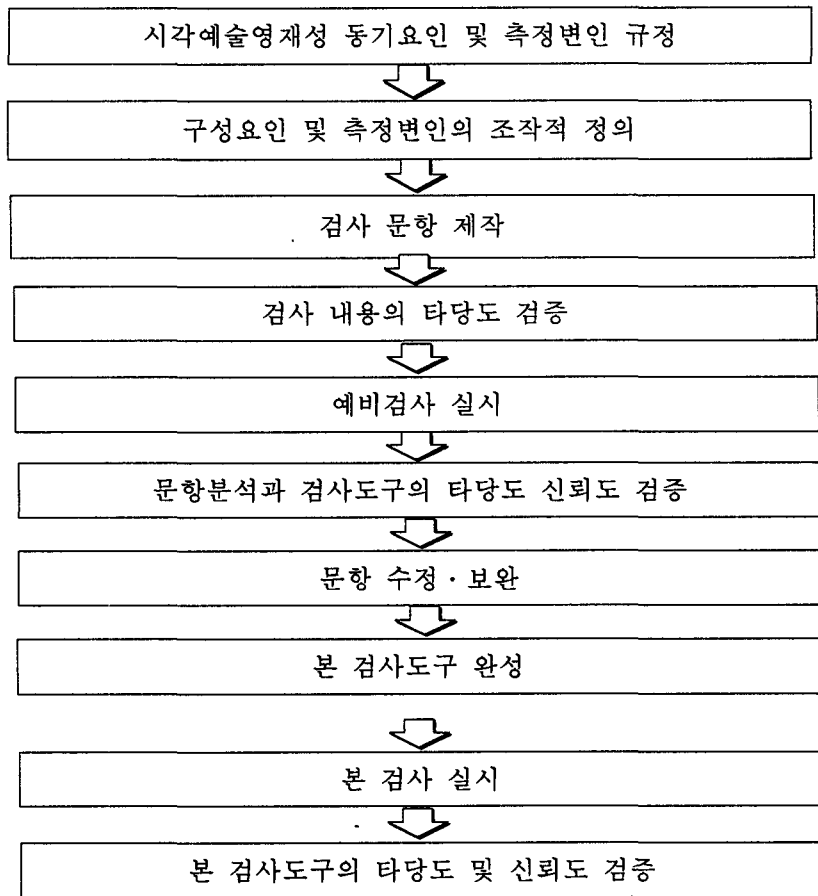 시각예술영재성 동기요인 및 측정변인 규정
구성요인 및 측정변인의 조작적 정의
검사 문항 제작
검사 내용의 타당도 검증
예비검사 실시
문항분석과 검사도구의 타당도 신뢰도 검증
문항 수정·보완
본 검사도구 완성
본 검사 실시
본 검사도구의 타당도 및 신뢰도 검증